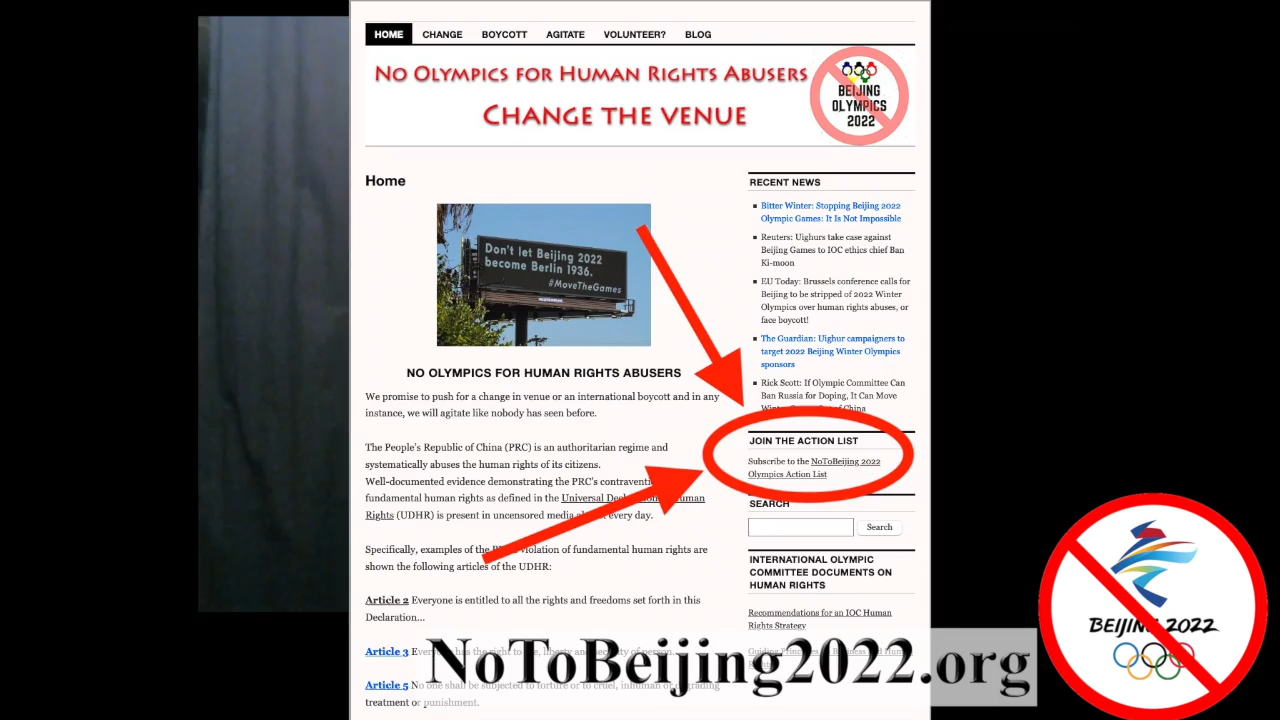 HOME CHANGE BOYCOTT AGITATE VOLUNTEER? BLOG
No Olympics for Human Rights Abusers
Change the venue
BEIJING
OLYMPICS
2022
Home
Don't let Beijing 2022
become Berlin 1936.
#MoveTheGames
NO OLYMPICS FOR HUMAN RIGHTS ABUSERS
We promise to push for a change in venue or an international boycott and in any
instance, we will agitate like nobody has seen before.
The People's Republic of China (PRC) is an authoritarian regime and
systematically abuses the human rights of its citizens.
Well-documented evidence demonstrating the PRC's
fundamental human rights as defined in the Universal
Rights (UDHR) is present in uncensored media every day.
Specifically, examples of the violation of fundamental human rights are
shown the following articles of the UDHR:
Article 2 Everyone is entitled to all the rights and freedoms set forth in this
Declaration...
Article 3
Article 5 No one shall be subjected to torture or to cruel, inhuman or degrading
treatment or punishment.
RECENT NEWS
Bitter Winter: Stopping Beijing 2022
Olympic Games: It Is Not Impossible
Reuters: Uighurs take case against
Beijing Games to IOC ethics chief Ban
Ki-moon
EU Today: Brussels conference calls for
Beijing to be stripped of 2022 Winter
Olympics over human rights abuses, or
face boycott!
The Guardian: Uighur campaigners to
target 2022 Beijing Winter Olympics
sponsors
Rick Scott: If Olympic Committee Can
Ban Russia for Doping, It Can Move
China
JOIN THE ACTION LIST
Subscribe to the NoToBeijing 2022
Olympics Action List
SEARCH
Search
INTERNATIONAL OLYMPIC
COMMITTEE DOCUMENTS ON
HUMAN RIGHTS
Recommendations for an IOC Human
Rights Strategy
NoToBeijing2022.org
BEIJING 2022